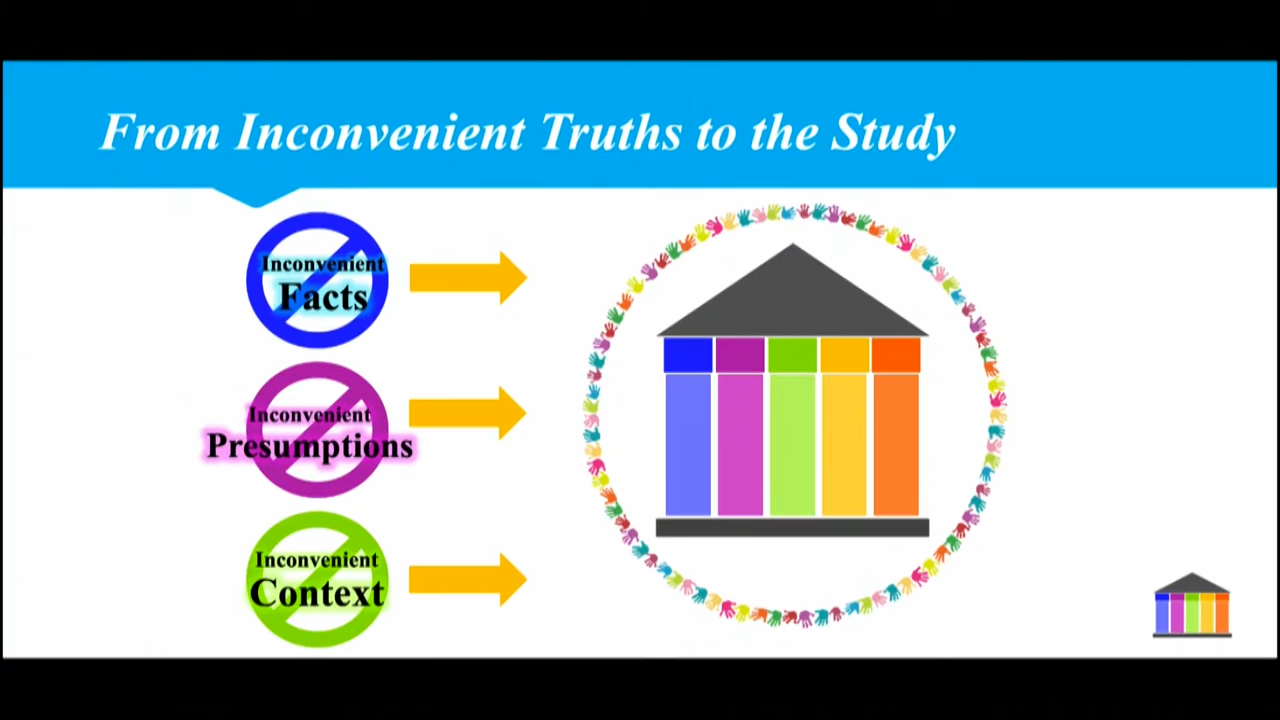 From Inconvenient Truths to the Study
Inconvenient
Facts
Inconvenient
Presumptions
Inconvenient
Context